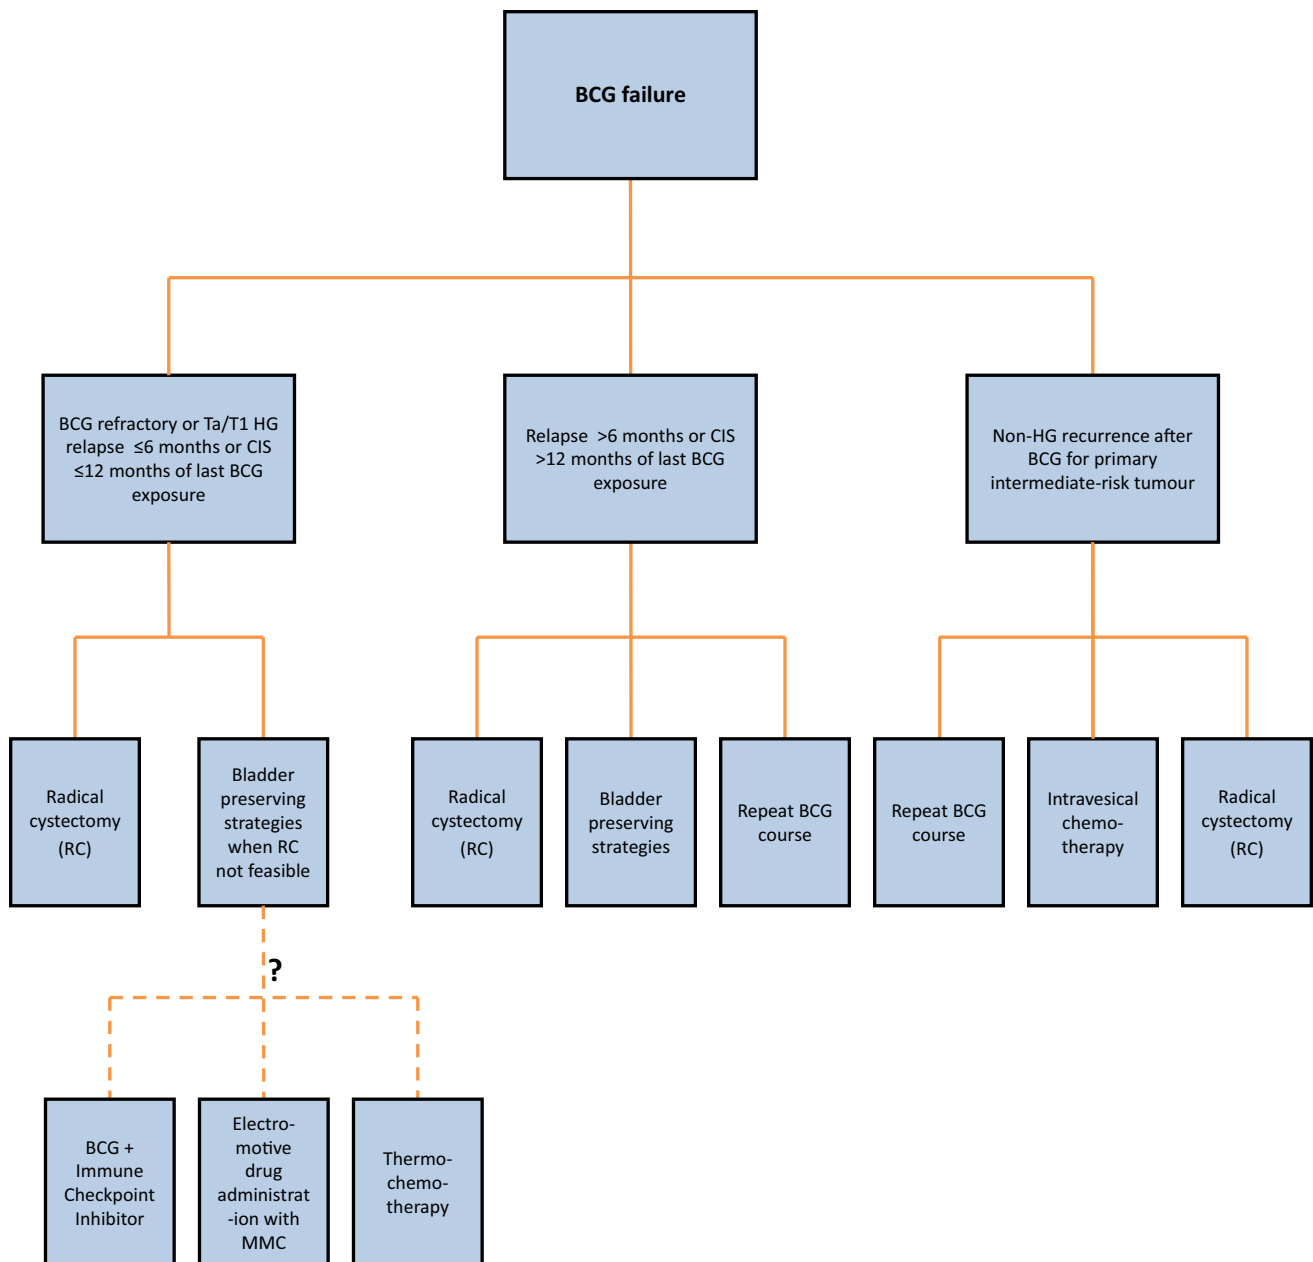 BCG failure
BCG refractory or Ta/T1 HG
relapse ≤6 months or CIS
≤12 months of last BCG
exposure
Relapse >6 months or CIS
>12 months of last BCG
exposure
Non-HG recurrence after
BCG for primary
intermediate-risk tumour
Radical
cystectomy
(RC)
Bladder
preserving
strategies
when RC
not feasible
Radical
cystectomy
(RC)
Bladder
preserving
strategies
Repeat BCG
course
Repeat BCG
course
Intravesical
chemo-
therapy
Radical
cystectomy
(RC)
?
BCG +
Immune
Checkpoint
Inhibitor
Electro-
motive
drug
administrat
-ion with
MMC
Thermo-
chemo-
therapy